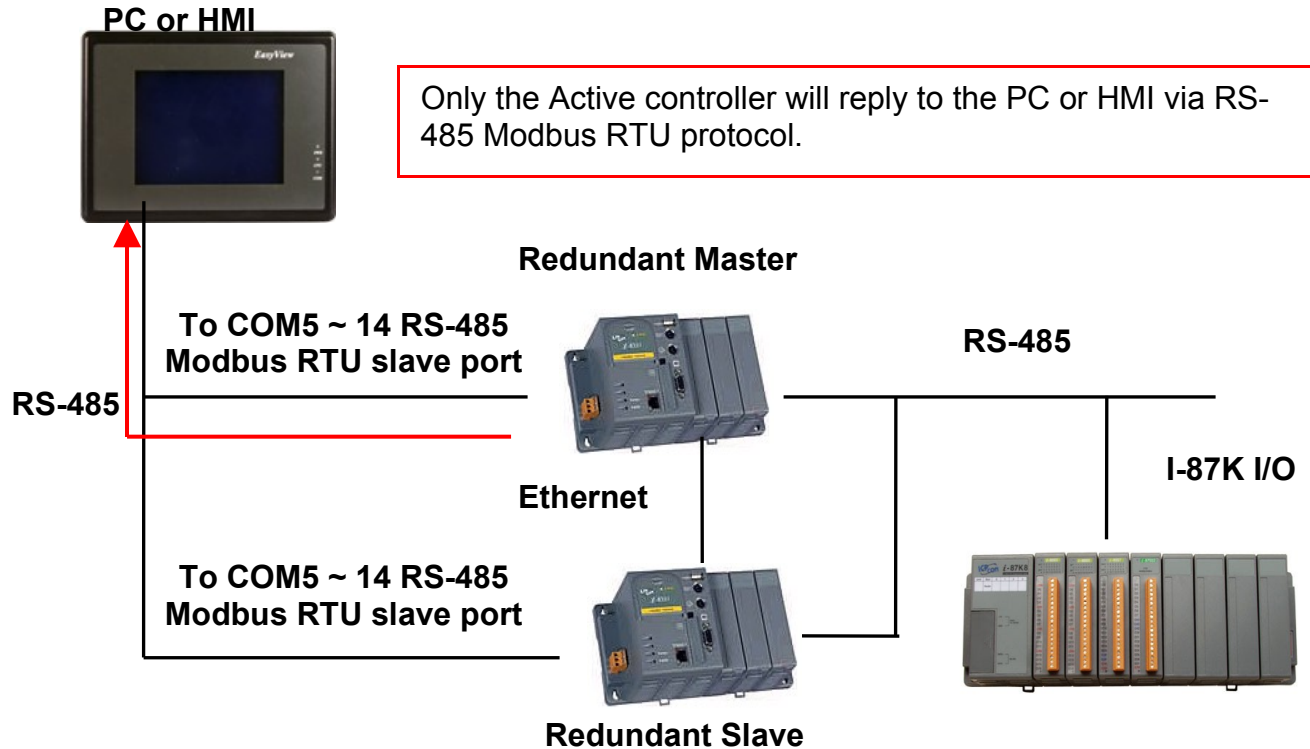 PC or HMI
EasyView
Only the Active controller will reply to the PC or HMI via RS-
485 Modbus RTU protocol.
Redundant Master
To COM5 ~ 14 RS-485
Modbus RTU slave port
RS-485
RS-485
Ethernet
I-87K I/O
To COM5 ~ 14 RS-485
Modbus RTU slave port
i-87K8
Redundant Slave